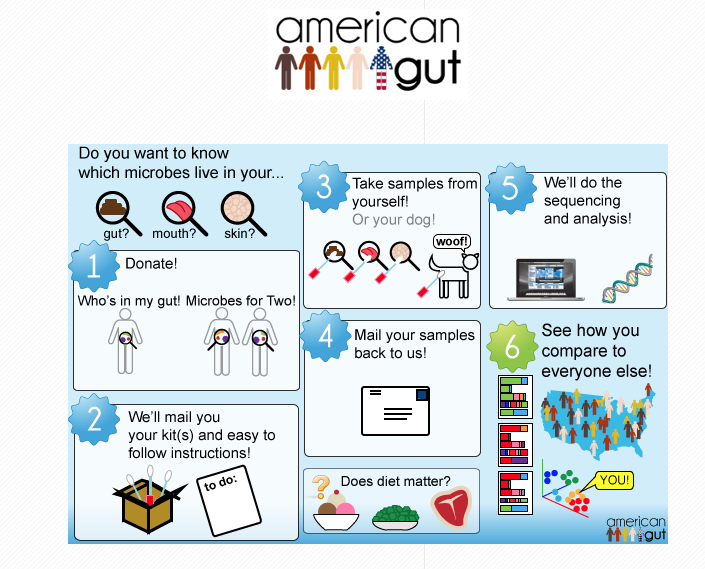 american
gut
Do you want to know
which microbes live in your...
gut? mouth? skin?
1
Donate!
Who's in my gut! Microbes for Two!
2
We'll mail you
your kit(s) and easy to
follow instructions!
to do:
3
Take samples from
yourself!
Or your dog!
woof!
4
Mail your samples
back to us!
Does diet matter?
?
5
We'll do the
sequencing
and analysis!
6
See how you
compare to
everyone else!
YOU!
american
gut